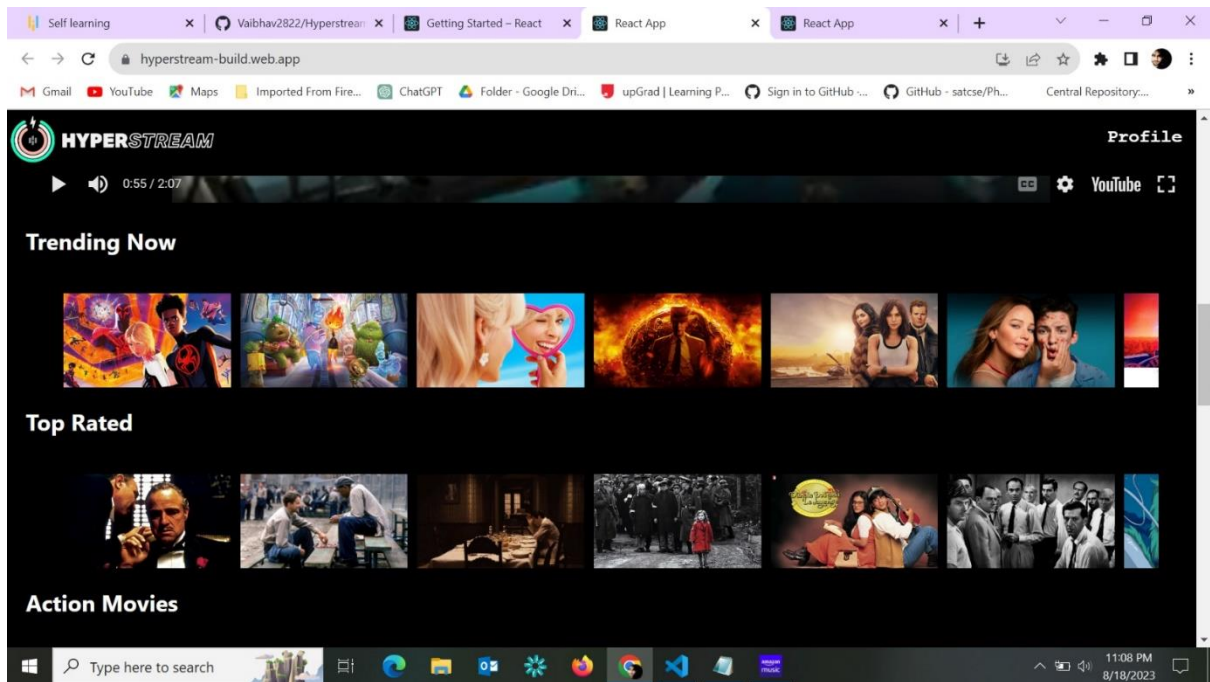 Self learning
Vaibhav2822/Hyperstream
Getting Started – React
React App
React App
hyperstream-build.web.app
Gmail
YouTube
Maps
Imported From Fire...
ChatGPT
Folder - Google Dri...
upGrad | Learning P...
Sign in to GitHub ·...
GitHub - satcse/Ph...
Central Repository:...
»
HYPERSTREAM
Profile
0:55 / 2:07
CC
YouTube
Trending Now
Top Rated
Action Movies
Type here to search
amazon music
11:08 PM
8/18/2023